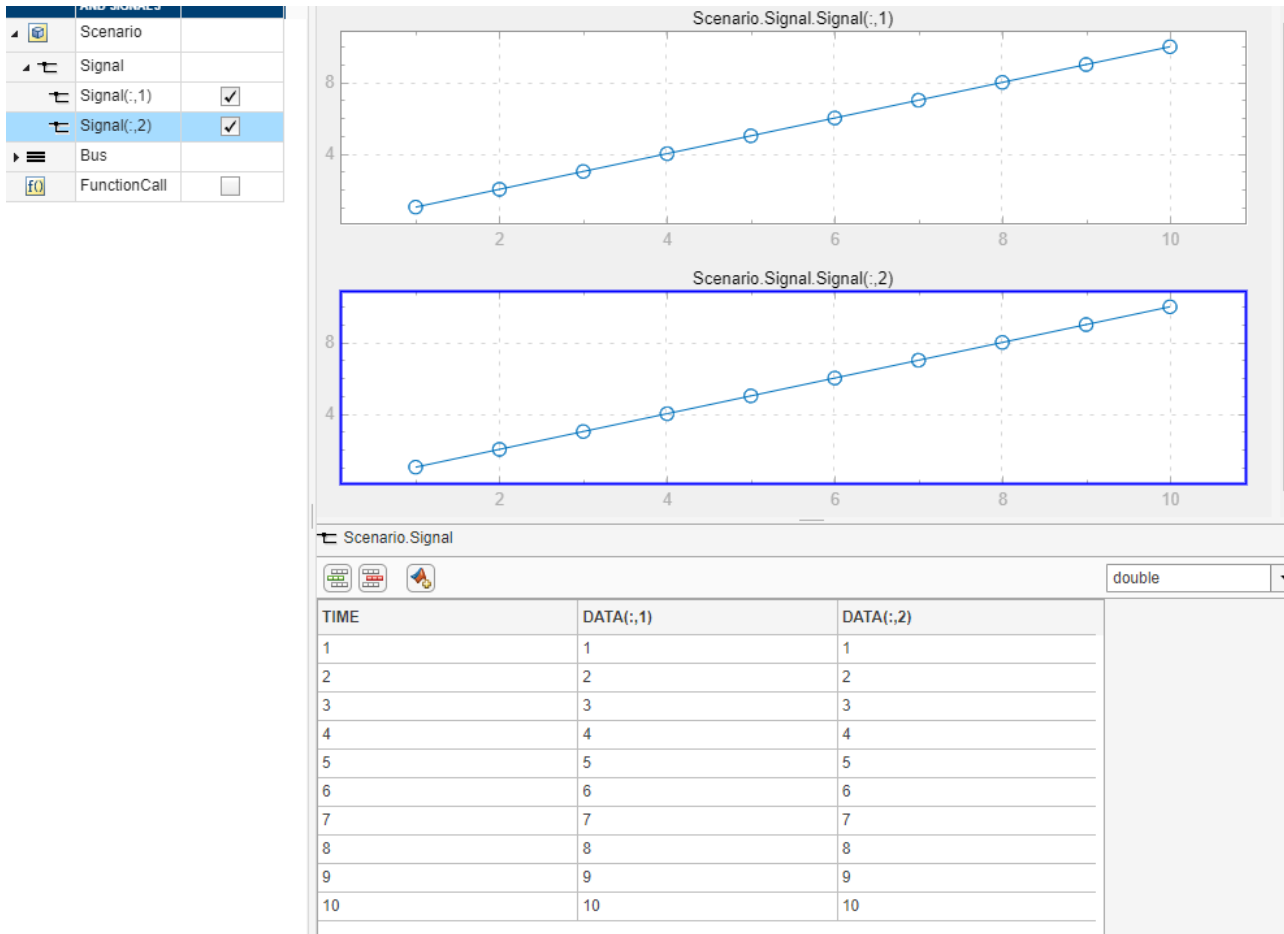 AND SIGNALS
Scenario
Signal
Signal(:,1)
Signal(:,2)
Bus
f()
FunctionCall
Scenario.Signal.Signal(:,1)
8
4
2 4 6 8 10
Scenario.Signal.Signal(:,2)
8
4
2 4 6 8 10
Scenario.Signal
double
TIME DATA(:,1) DATA(:,2)
1 1 1
2 2 2
3 3 3
4 4 4
5 5 5
6 6 6
7 7 7
8 8 8
9 9 9
10 10 10